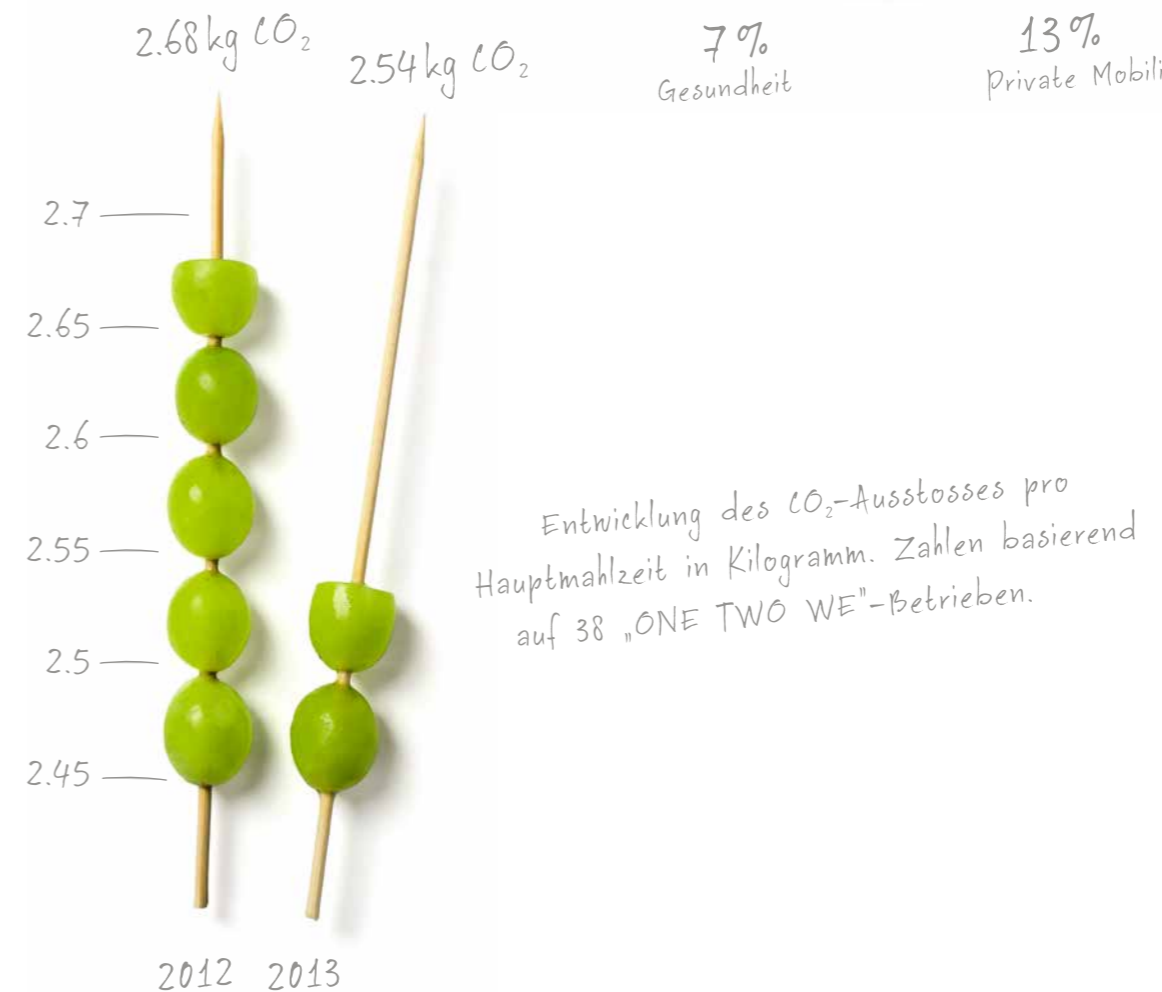 2.68 kg CO₂
2.54 kg CO₂
7 %
Gesundheit
13 %
Private Mobili
2.7
2.65
2.6
2.55
2.5
2.45
Entwicklung des CO₂-Ausstosses pro
Hauptmahlzeit in Kilogramm. Zahlen basierend
auf 38 „ONE TWO WE"-Betrieben.
2012 2013